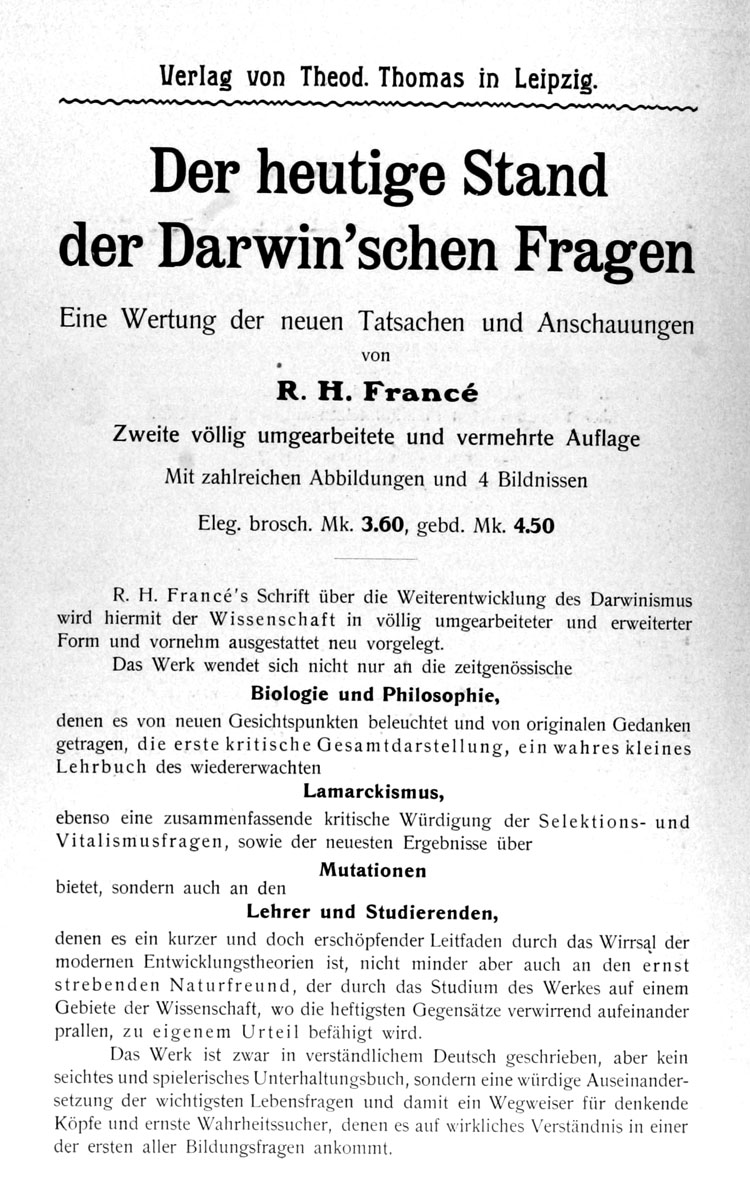 Verlag von Theod. Thomas in Leipzig.
Der heutige Stand
der Darwin'schen Fragen
Eine Wertung der neuen Tatsachen und Anschauungen
von
R. H. Francé
Zweite völlig umgearbeitete und vermehrte Auflage
Mit zahlreichen Abbildungen und 4 Bildnissen
Eleg. brosch. Mk. 3.60, gebd. Mk. 4.50
R. H. Francé's Schrift über die Weiterentwicklung des Darwinismus
wird hiermit der Wissenschaft in völlig umgearbeiteter und erweiterter
Form und vornehm ausgestattet neu vorgelegt.
Das Werk wendet sich nicht nur an die zeitgenössische
Biologie und Philosophie,
denen es von neuen Gesichtspunkten beleuchtet und von originalen Gedanken
getragen, die erste kritische Gesamtdarstellung, ein wahres kleines
Lehrbuch des wiedererwachten
Lamarckismus,
ebenso eine zusammenfassende kritische Würdigung der Selektions- und
Vitalismusfragen, sowie der neuesten Ergebnisse über
Mutationen
bietet, sondern auch an den
Lehrer und Studierenden,
denen es ein kurzer und doch erschöpfender Leitfaden durch das Wirrsal der
modernen Entwicklungstheorien ist, nicht minder aber auch an den ernst
strebenden Naturfreund, der durch das Studium des Werkes auf einem
Gebiete der Wissenschaft, wo die heftigsten Gegensätze verwirrend aufeinander
prallen, zu eigenem Urteil befähigt wird.
Das Werk ist zwar in verständlichem Deutsch geschrieben, aber kein
seichtes und spielerisches Unterhaltungsbuch, sondern eine würdige Auseinander-
setzung der wichtigsten Lebensfragen und damit ein Wegweiser für denkende
Köpfe und ernste Wahrheitssucher, denen es auf wirkliches Verständnis in einer
der ersten aller Bildungsfragen ankommt.